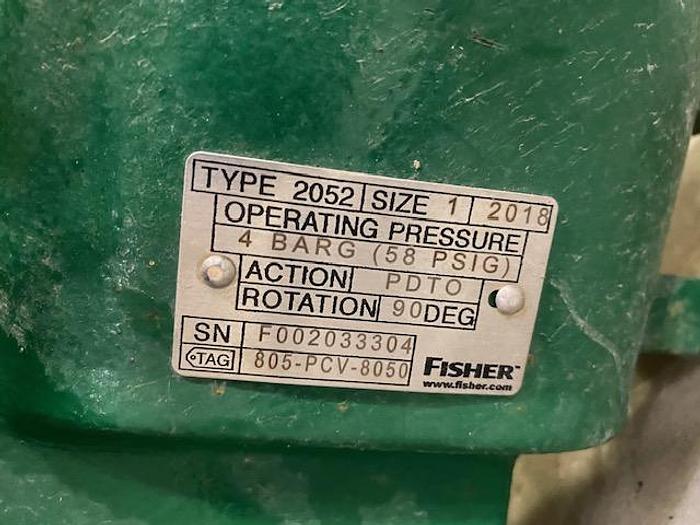 TYPE 2052 SIZE 1 2018
OPERATING PRESSURE
4 BARG (58 PSIG)
ACTION PDTO
ROTATION 90DEG
SN F002033304
TAG 805-PCV-8050
FISHER™
www.fisher.com